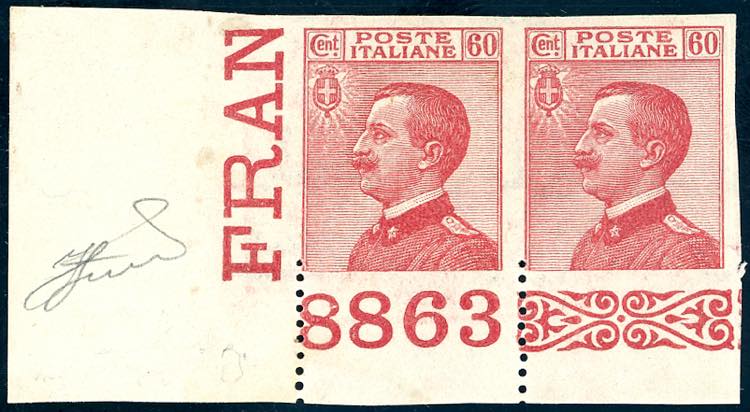 FRAN
Cent. POSTE ITALIANE 60
Cent. POSTE ITALIANE 60
8863